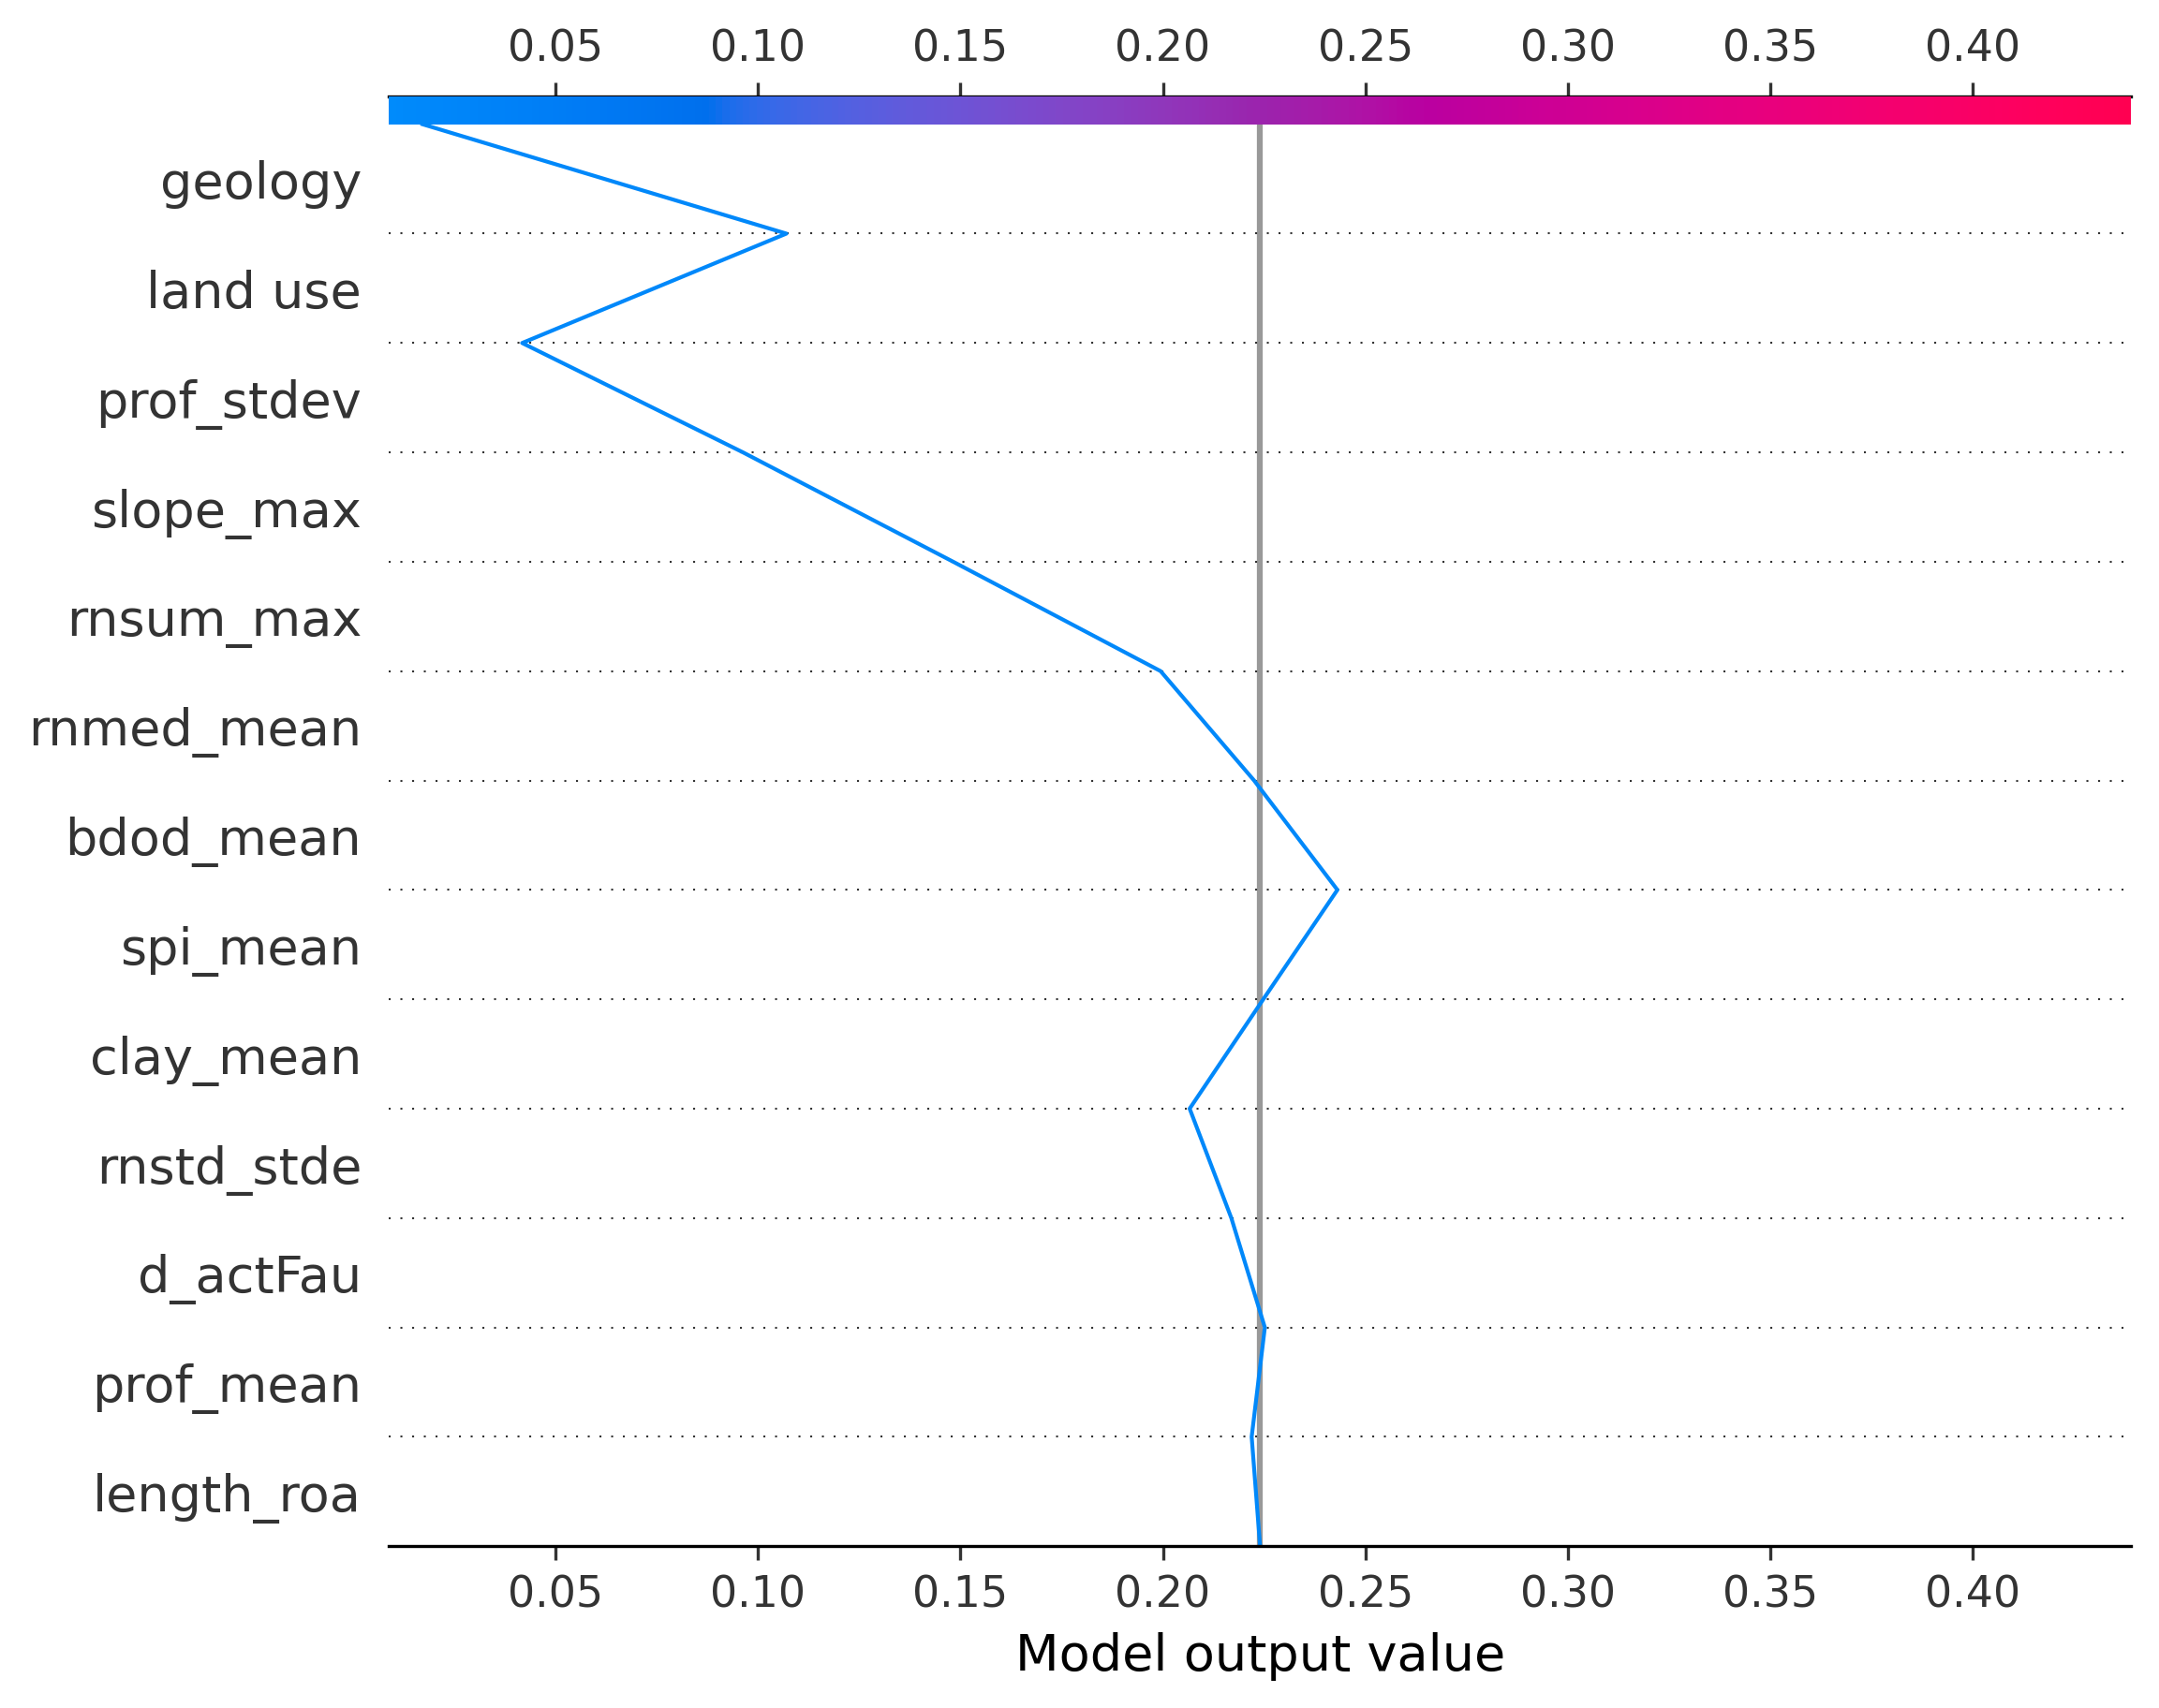 0.05 0.10 0.15 0.20 0.25 0.30 0.35 0.40
geology
land use
prof_stdev
slope_max
rnsum_max
rnmed_mean
bdod_mean
spi_mean
clay_mean
rnstd_stde
d_actFau
prof_mean
length_roa
0.05 0.10 0.15 0.20 0.25 0.30 0.35 0.40
Model output value